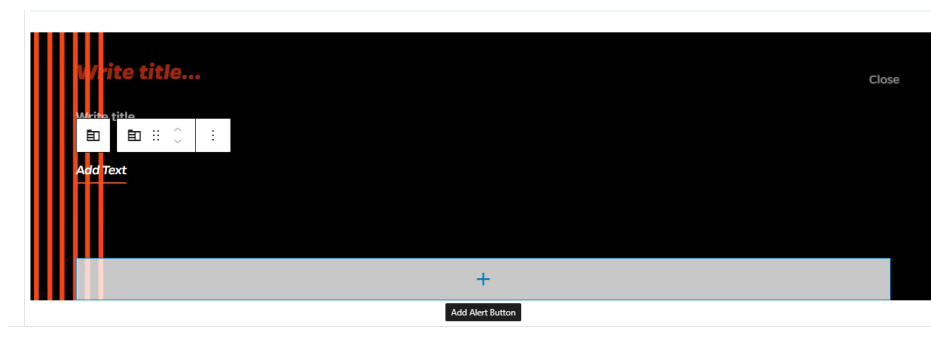 Write title...
Close
Write title
Add Text
Add Alert Button